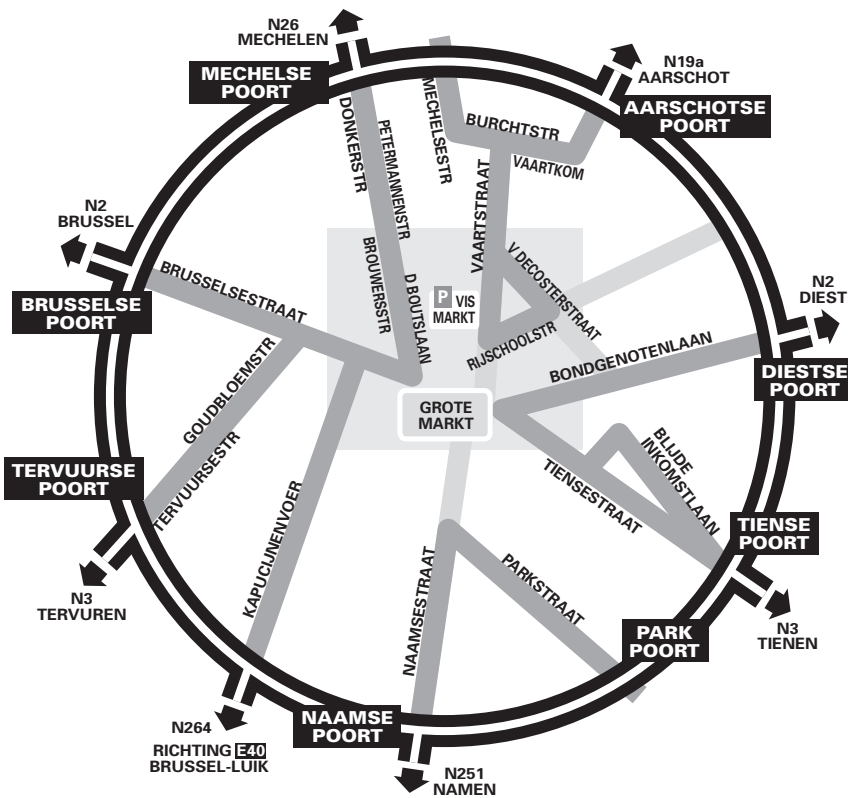 N26
MECHELEN
MECHELSE
POORT
N19a
AARSCHOT
AARSCHOTSE
POORT
DONKERSTR
PETERMANNENSTR
MECHELSESTR
BURCHTSTR
VAARTKOM
VAARTSTRAAT
N2
BRUSSEL
BRUSSELSE
POORT
BRUSSELSESTRAAT
BROUWERSSTR
D BOUTSLAAN
P VIS
MARKT
V DECOSTERSTRAAT
RIJSCHOOLSTR
N2
DIEST
DIESTSE
POORT
BONDGENOTENLAAN
GROTE
MARKT
GOUDBLOEMSTR
TERVUURSESTR
TERVUURSE
POORT
N3
TERVUREN
KAPUCIJNENVOER
BLIJDE
INKOMSTLAAN
TIENSESTRAAT
TIENSE
POORT
N3
TIENEN
NAAMSESTRAAT
PARKSTRAAT
PARK
POORT
NAAMSE
POORT
N264
RICHTING E40
BRUSSEL-LUIK
N251
NAMEN